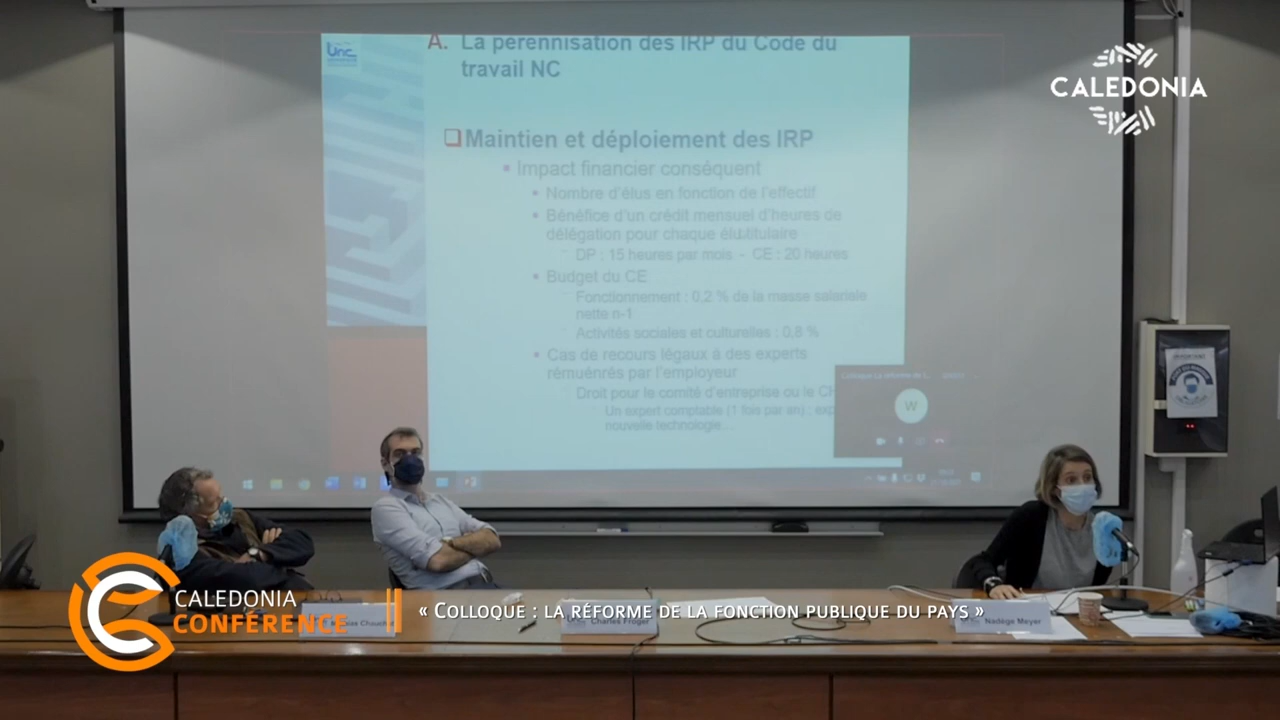 A. La pérennisation des IRP du Code du
travail NC
unc
CALEDONIA
Maintien et déploiement des IRP
Impact financier conséquent
Nombre d'élus en fonction de l'effectif
Bénéfice d'un crédit mensuel d'heures de
délégation pour chaque élu titulaire
DP : 15 heures par mois - CE : 20 heures
Budget du CE
Fonctionnement : 0,2 % de la masse salariale
nette n-1
Activités sociales et culturelles : 0,8 %
Cas de recours légaux à des experts
rémuénrés par l'employeur
Droit pour le comité d'entreprise ou le CH
Un expert comptable (1 fois par an) ; exp
nouvelle technologie...
W
CALEDONIA
CONFÉRENCE
« COLLOQUE : LA RÉFORME DE LA FONCTION PUBLIQUE DU PAYS »
Charles Froger
Nadège Meyer